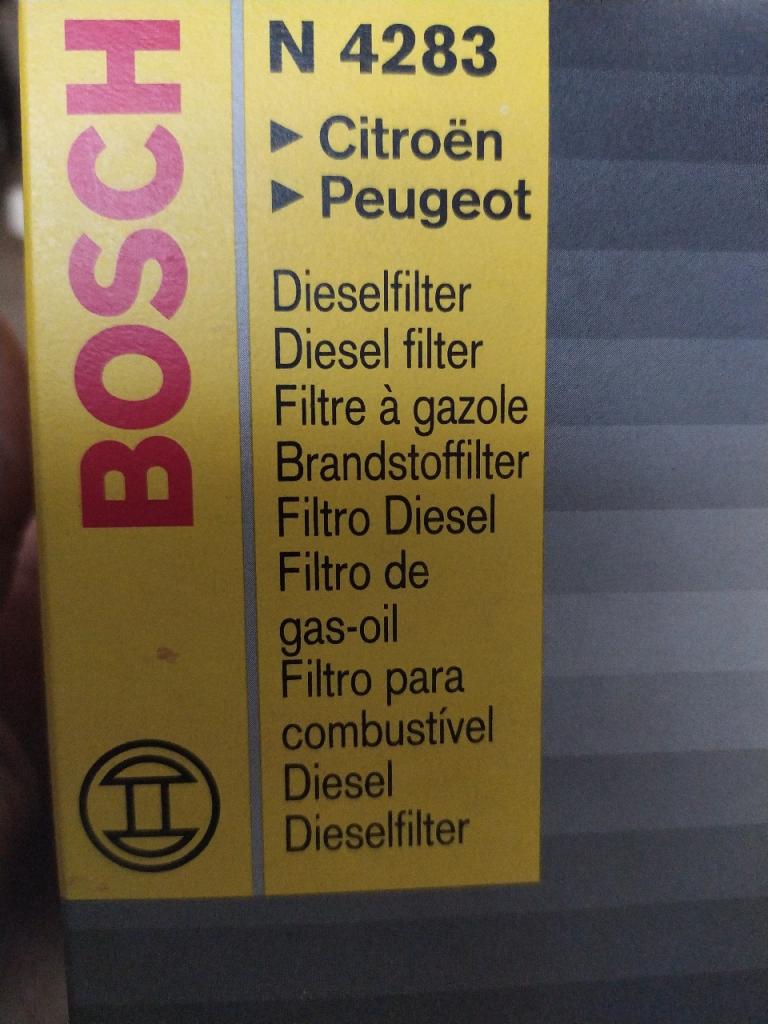 BOSCH
N 4283
► Citroën
► Peugeot
Dieselfilter
Diesel filter
Filtre à gazole
Brandstoffilter
Filtro Diesel
Filtro de
gas-oil
Filtro para
combustível
Diesel
Dieselfilter